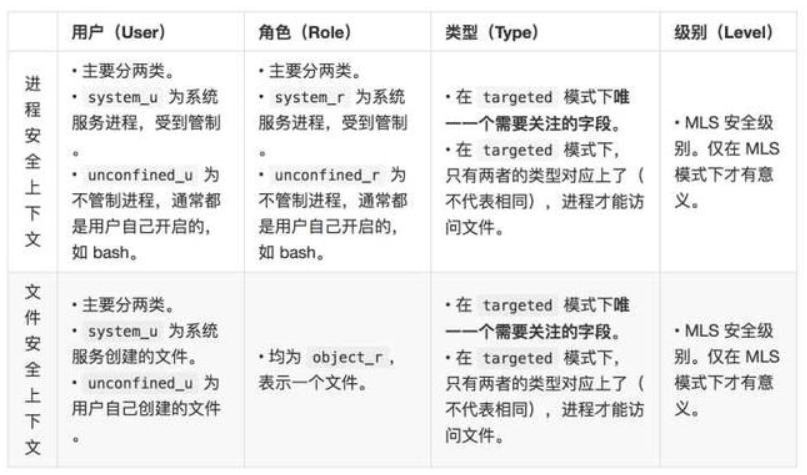 用户（User）
角色（Role）
类型（Type）
级别（Level）
进
程
安
全
上
下
文
• 主要分两类。
• system_u 为系统
服务进程，受到管制
。
• unconfined_u 为
不管制进程，通常都
是用户自己开启的，
如 bash。
• 主要分两类。
• system_r 为系统
服务进程，受到管制
。
• unconfined_r 为
不管制进程，通常都
是用户自己开启的，
如 bash。
• 在 targeted 模式下唯
一一个需要关注的字段。
• 在 targeted 模式下，
只有两者的类型对应上了（
不代表相同），进程才能访
问文件。
• MLS 安全级
别。仅在 MLS
模式下才有意
义。
文
件
安
全
上
下
文
• 主要分两类。
• system_u 为系统
服务创建的文件。
• unconfined_u 为
用户自己创建的文件
。
• 均为 object_r，
表示一个文件。
• 在 targeted 模式下唯
一一个需要关注的字段。
• 在 targeted 模式下，
只有两者的类型对应上了（
不代表相同），进程才能访
问文件。
• MLS 安全级
别。仅在 MLS
模式下才有意
义。